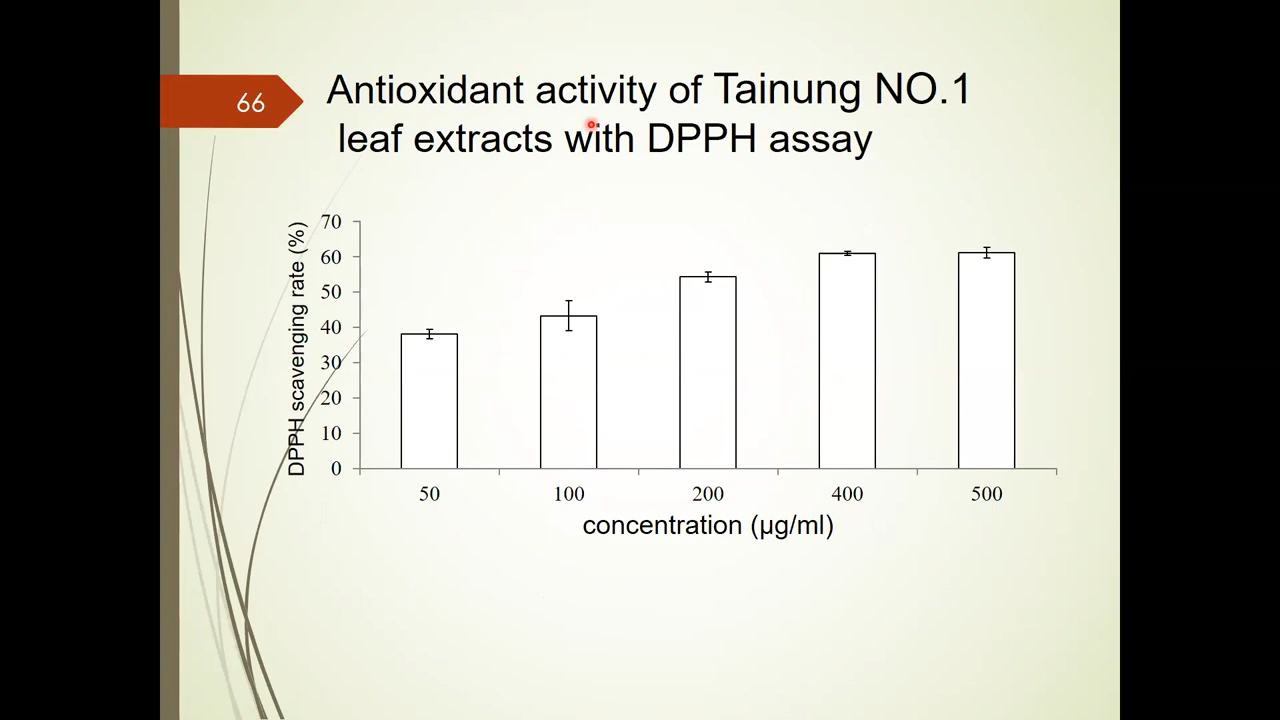 66
Antioxidant activity of Tainung NO.1
leaf extracts with DPPH assay
DPPH scavenging rate (%)
70
60
50
40
30
20
10
0
50 100 200 400 500
concentration (µg/ml)